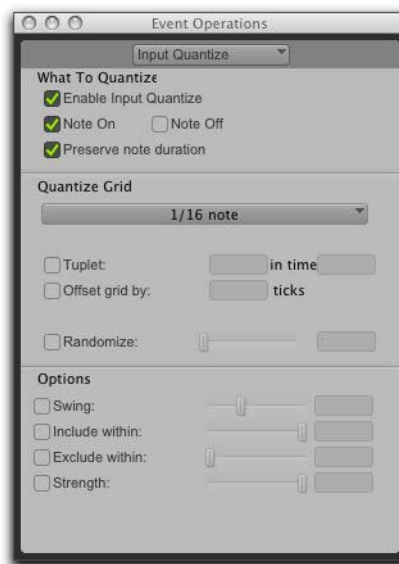 Event Operations
Input Quantize
What To Quantize
Enable Input Quantize
Note On Note Off
Preserve note duration
Quantize Grid
1/16 note
Tuplet: in time
Offset grid by: ticks
Randomize:
Options
Swing:
Include within:
Exclude within:
Strength: